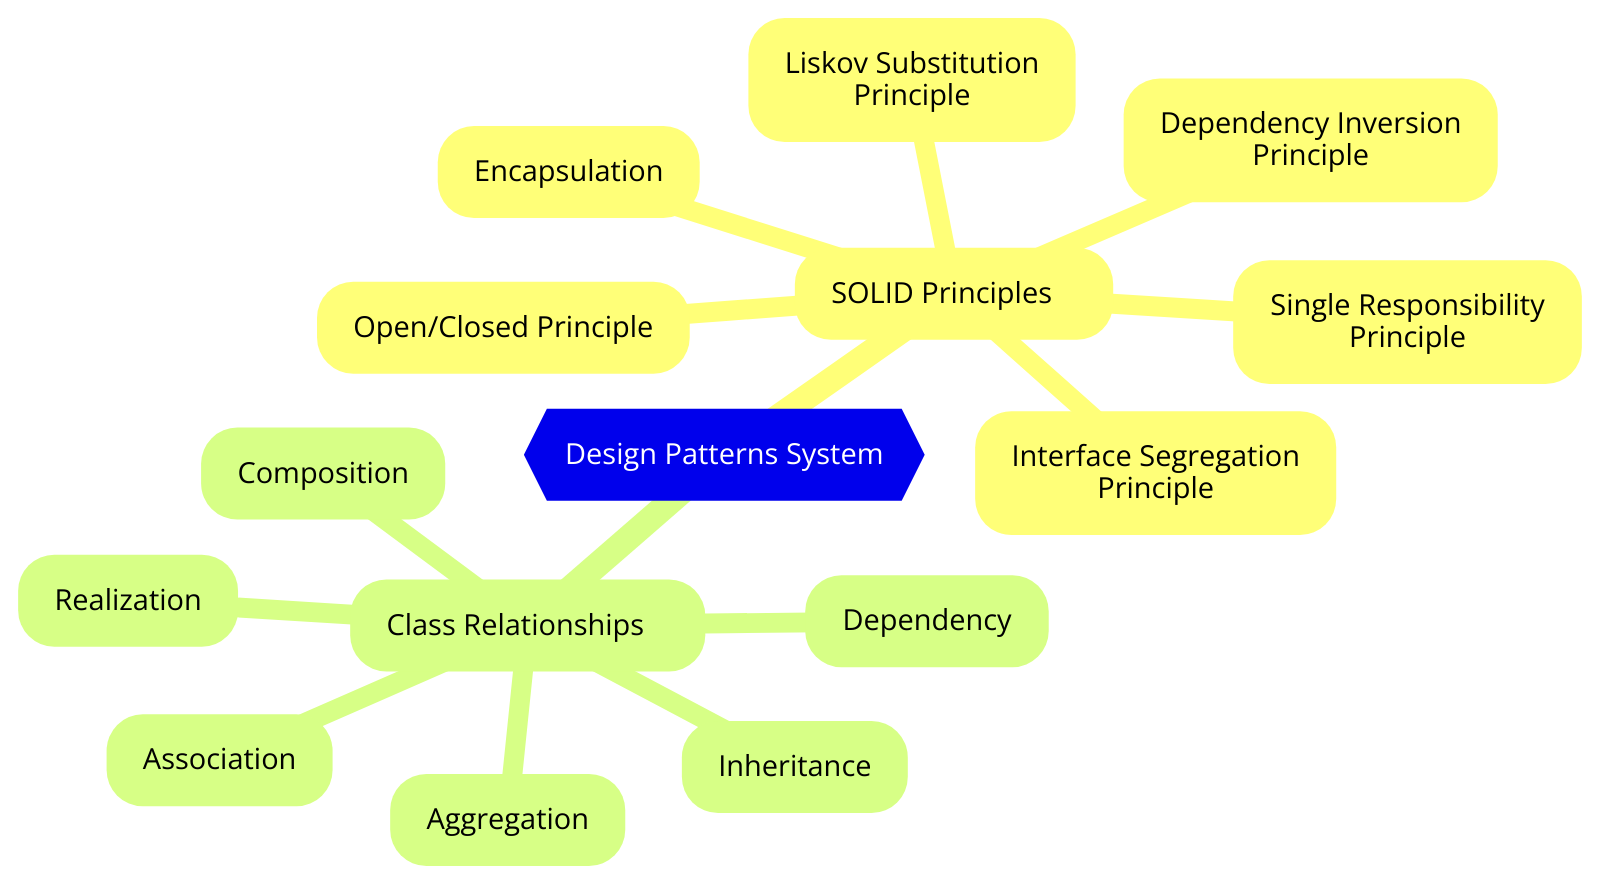 Liskov Substitution
Principle
Dependency Inversion
Principle
Encapsulation
SOLID Principles
Single Responsibility
Principle
Open/Closed Principle
Design Patterns System
Interface Segregation
Principle
Composition
Realization
Class Relationships
Dependency
Association
Inheritance
Aggregation